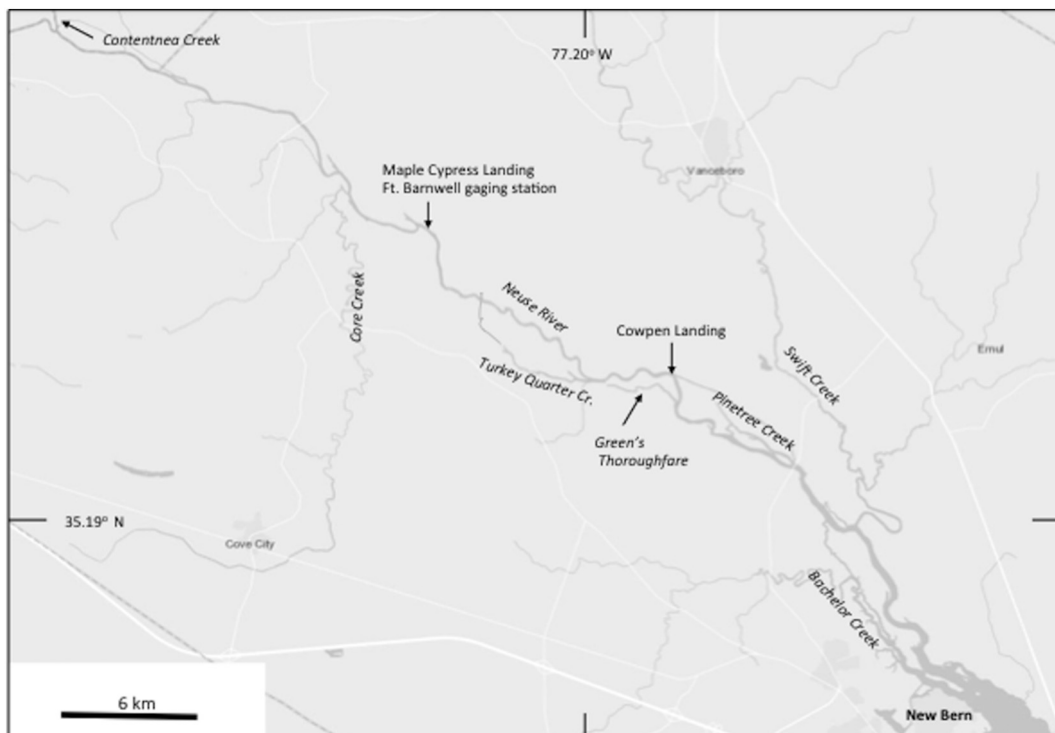 Contentnea Creek
77.20° W
Maple Cypress Landing
Ft. Barnwell gaging station
Vanceboro
Core Creek
Neuse River
Cowpen Landing
Swift Creek
Ernul
Turkey Quarter Cr.
Pinetree Creek
Green's
Thoroughfare
35.19° N
Cove City
Bachelor Creek
6 km
New Bern